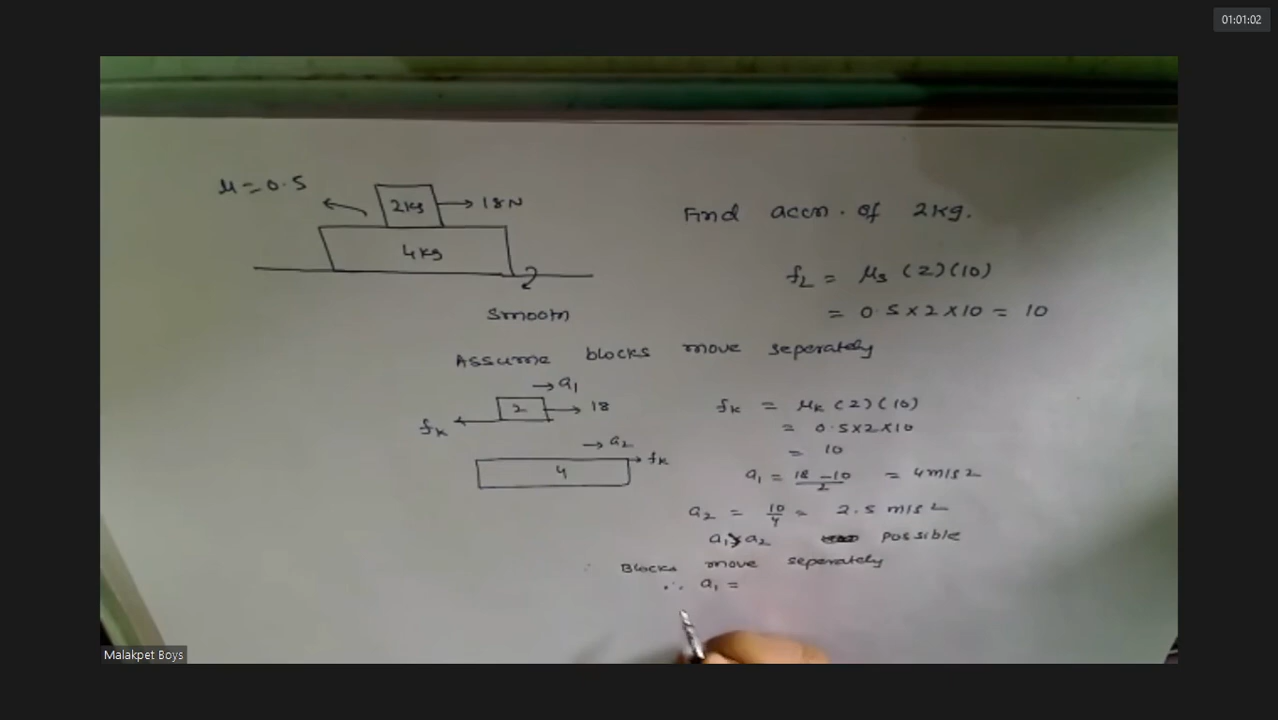 01:01:02
μ = 0.5
2kg → 18N
4kg
Smooth
Find accn. of 2kg.
fL = μs (2)(10)
= 0.5×2×10 = 10
Assume blocks move seperately
→ a1
2 → 18
fk
→ a2
4 → fk
fk = μk (2)(10)
= 0.5×2×10
= 10
a1 = 18-10/2 = 4 m/s2
a2 = 10/4 = 2.5 m/s2
a1 > a2 possible
Blocks move seperately
∴ a1 =
Malakpet Boys